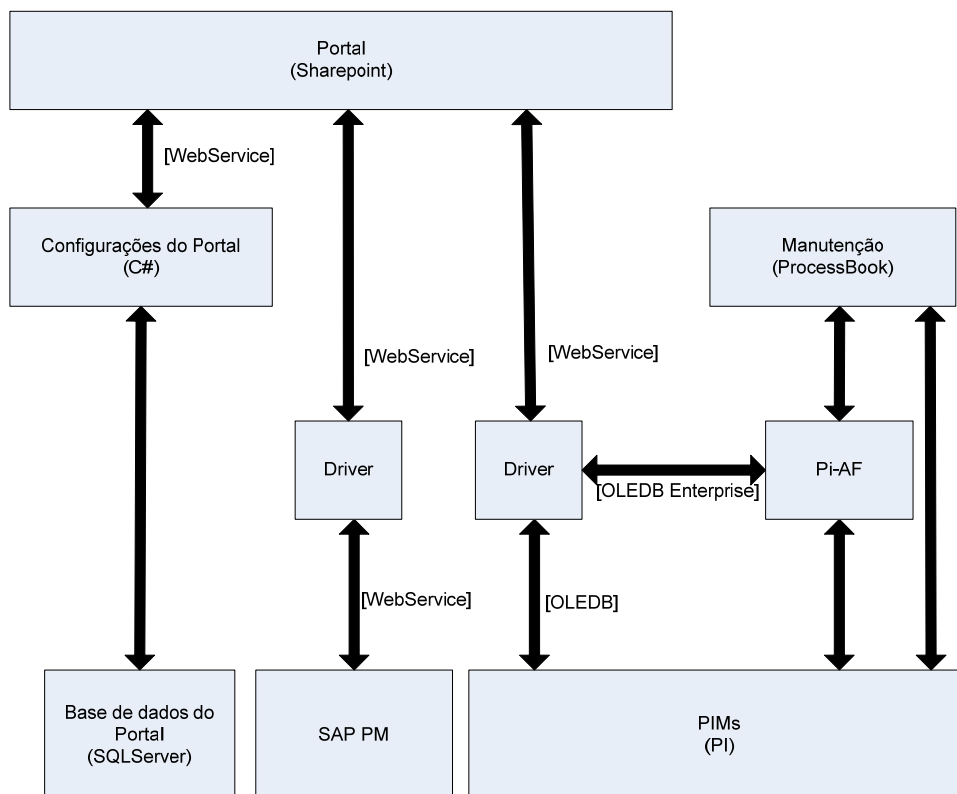 Portal
(Sharepoint)
[WebService]
Configurações do Portal
(C#)
Manutenção
(ProcessBook)
[WebService]
[WebService]
Driver
Driver
Pi-AF
[OLEDB Enterprise]
[WebService]
[OLEDB]
Base de dados do
Portal
(SQLServer)
SAP PM
PIMs
(PI)